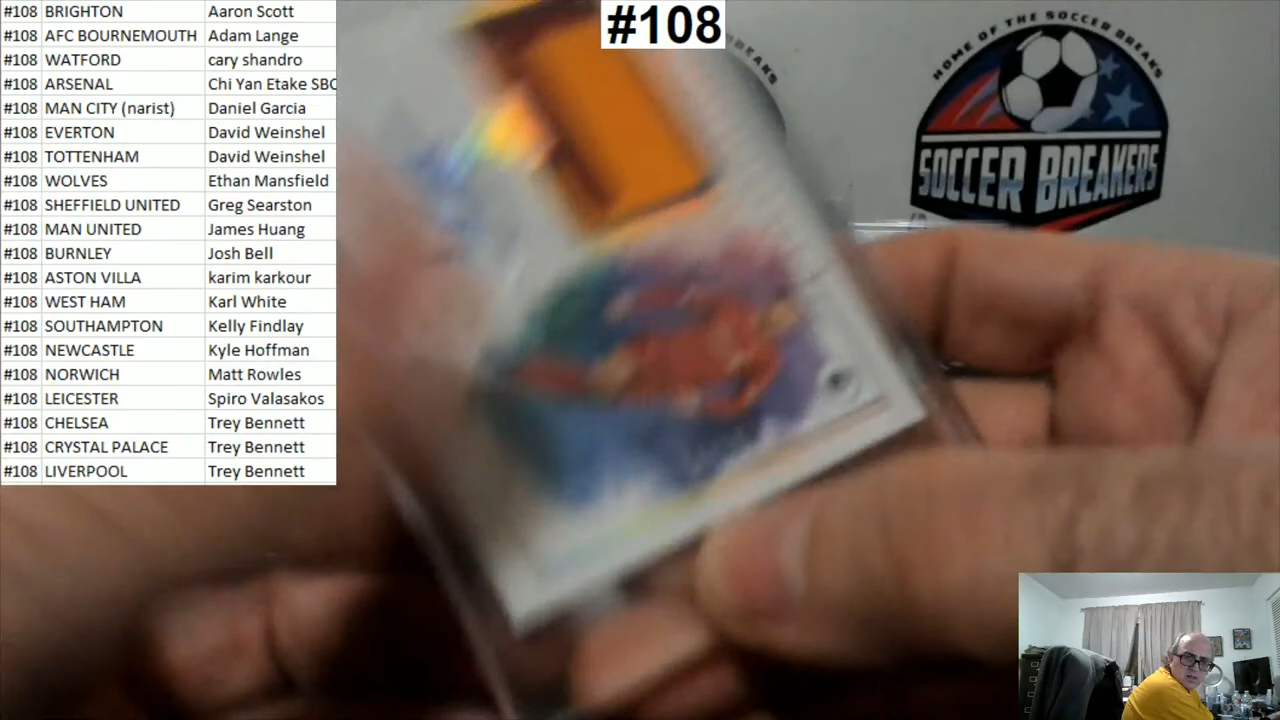 #108 BRIGHTON Aaron Scott
#108 AFC BOURNEMOUTH Adam Lange
#108 WATFORD cary shandro
#108 ARSENAL Chi Yan Etake SBC
#108 MAN CITY (narist) Daniel Garcia
#108 EVERTON David Weinshel
#108 TOTTENHAM David Weinshel
#108 WOLVES Ethan Mansfield
#108 SHEFFIELD UNITED Greg Searston
#108 MAN UNITED James Huang
#108 BURNLEY Josh Bell
#108 ASTON VILLA karim karkour
#108 WEST HAM Karl White
#108 SOUTHAMPTON Kelly Findlay
#108 NEWCASTLE Kyle Hoffman
#108 NORWICH Matt Rowles
#108 LEICESTER Spiro Valasakos
#108 CHELSEA Trey Bennett
#108 CRYSTAL PALACE Trey Bennett
#108 LIVERPOOL Trey Bennett
#108
HOME OF THE SOCCER BREAKS
SOCCER BREAKERS